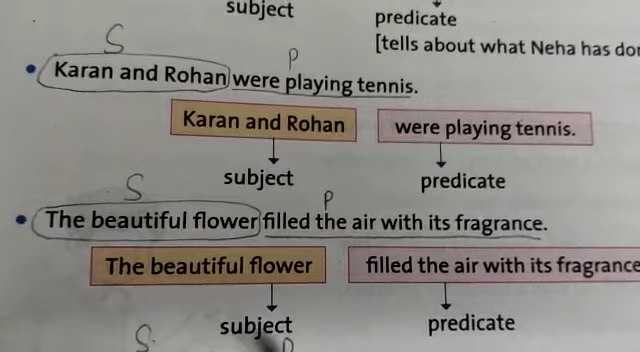 subject
predicate
[tells about what Neha has
S
P
• Karan and Rohan were playing tennis.
Karan and Rohan were playing tennis.
subject predicate
S
P
• The beautiful flower filled the air with its fragrance.
The beautiful flower filled the air with its fragrance
subject predicate
S